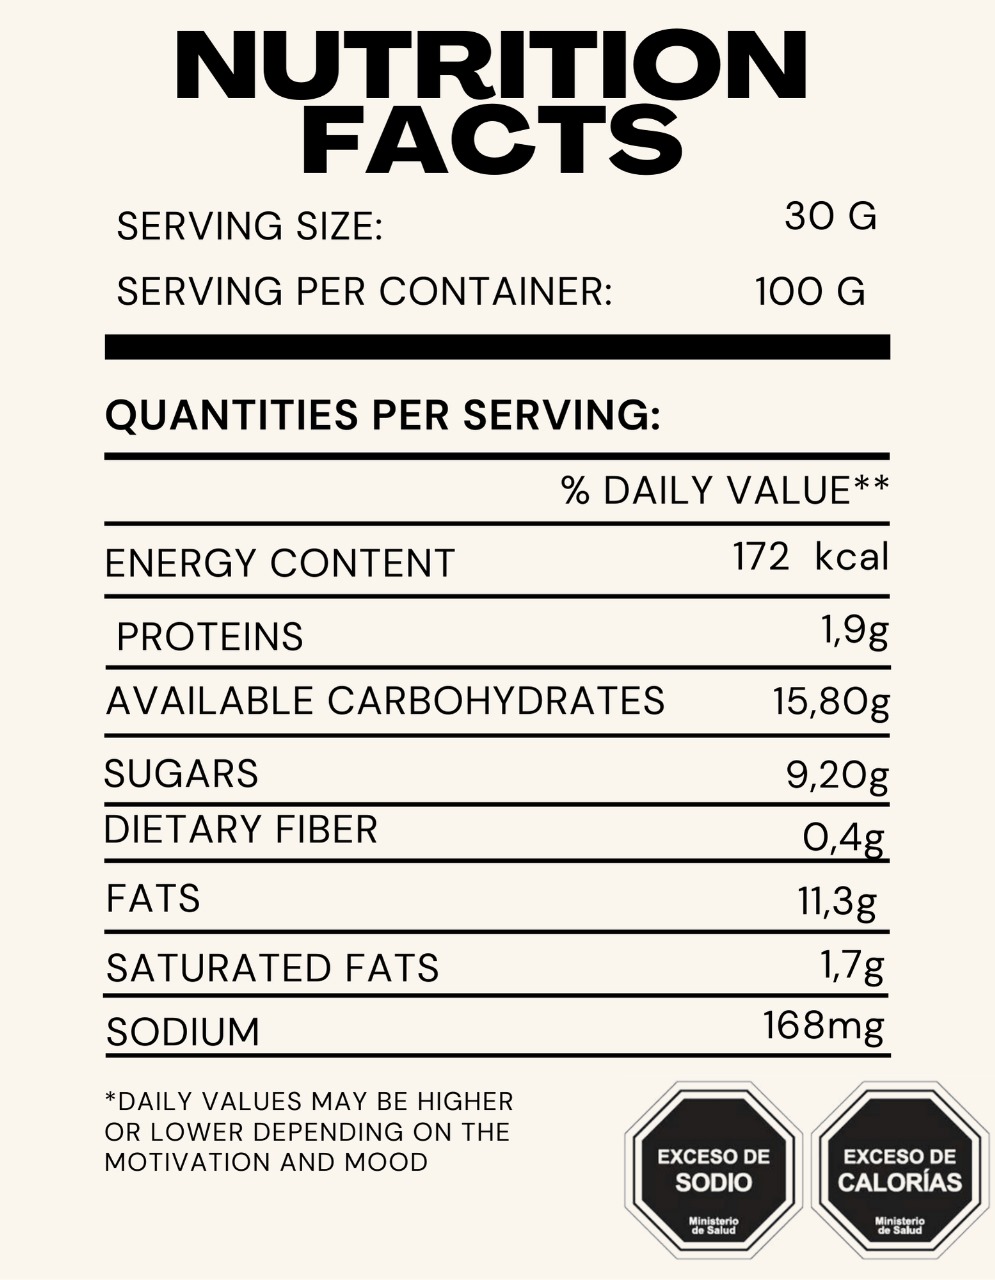 NUTRITION
FACTS
SERVING SIZE: 30 G
SERVING PER CONTAINER: 100 G
QUANTITIES PER SERVING:
% DAILY VALUE**
ENERGY CONTENT 172 kcal
PROTEINS 1,9g
AVAILABLE CARBOHYDRATES 15,80g
SUGARS 9,20g
DIETARY FIBER 0,4g
FATS 11,3g
SATURATED FATS 1,7g
SODIUM 168mg
*DAILY VALUES MAY BE HIGHER
OR LOWER DEPENDING ON THE
MOTIVATION AND MOOD
EXCESO DE
SODIO
Ministerio
de Salud
EXCESO DE
CALORÍAS
Ministerio
de Salud